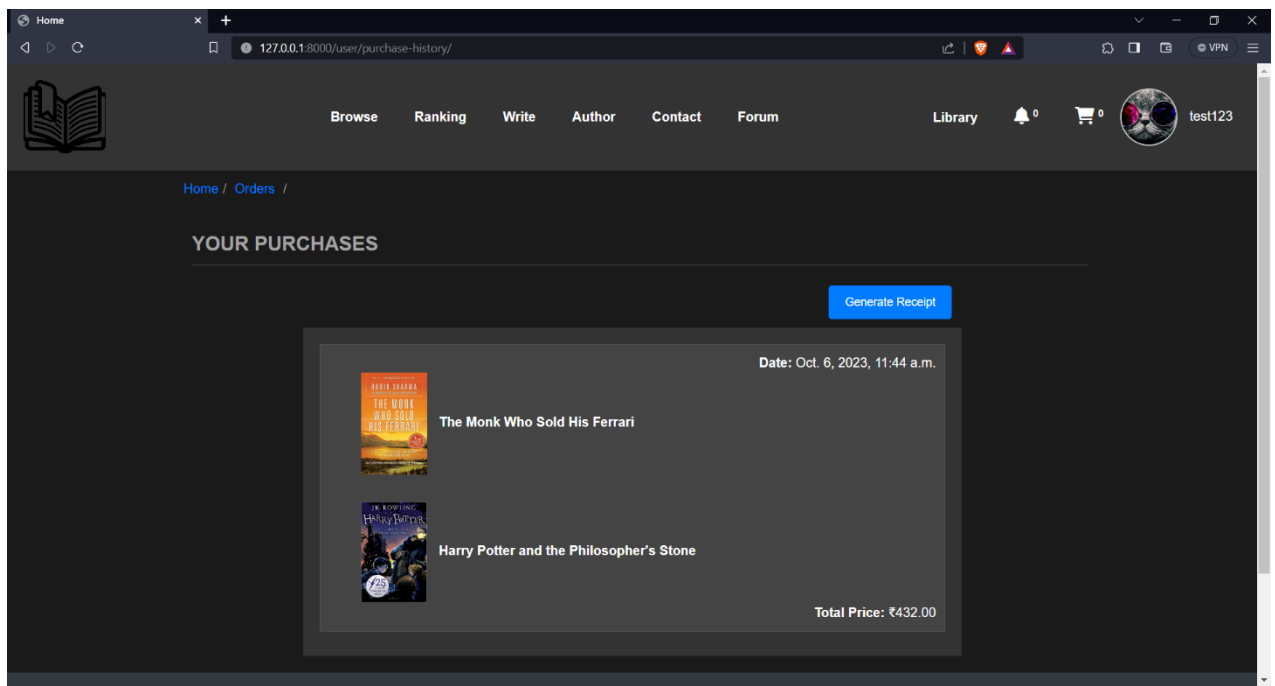 Home
127.0.0.1:8000/user/purchase-history/
VPN
Browse Ranking Write Author Contact Forum Library 0 0 test123
Home / Orders /
YOUR PURCHASES
Generate Receipt
Date: Oct. 6, 2023, 11:44 a.m.
ROBIN SHARMA
THE MONK
WHO SOLD
HIS FERRARI
The Monk Who Sold His Ferrari
J.K. ROWLING
HARRY POTTER
25
Harry Potter and the Philosopher's Stone
Total Price: ₹432.00